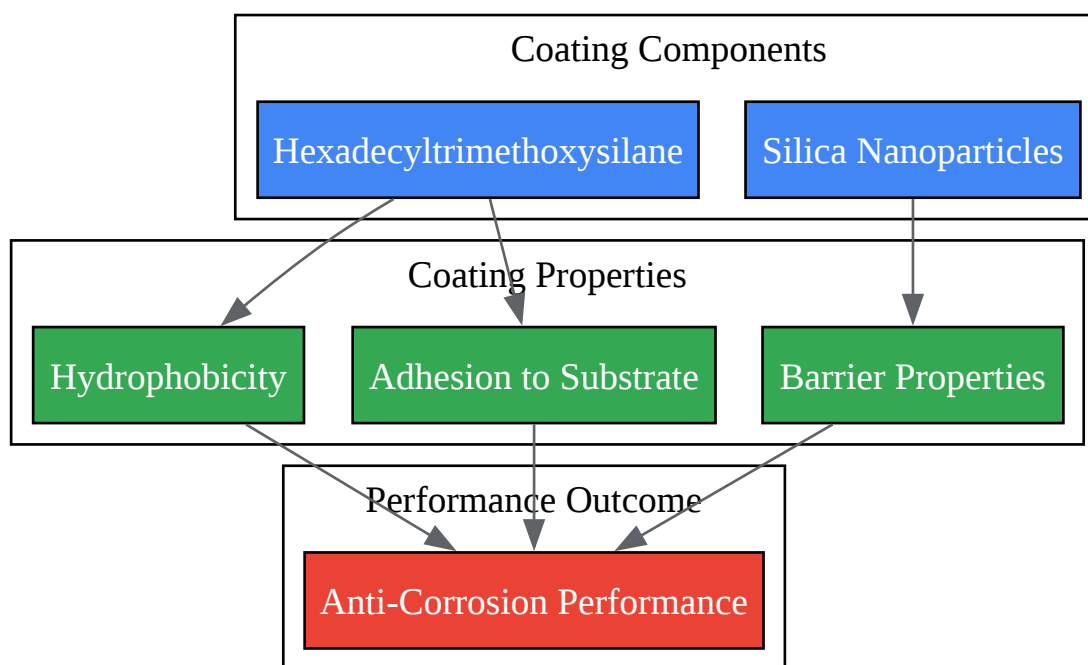 Coating Components
Hexadecyltrimethoxysilane
Silica Nanoparticles
Coating Properties
Hydrophobicity
Adhesion to Substrate
Barrier Properties
Performance Outcome
Anti-Corrosion Performance